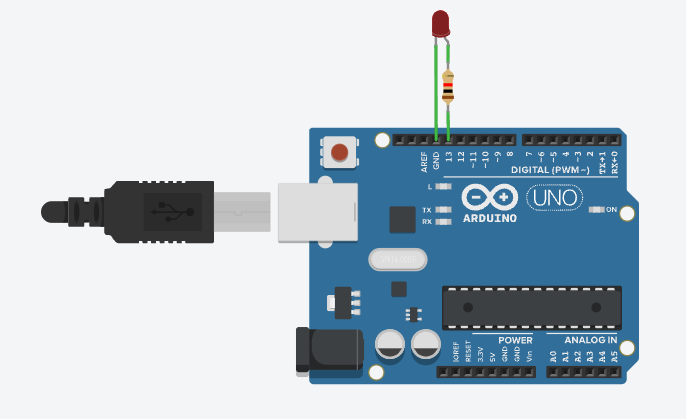 AREF
GND
13
12
~11
~10
~9
8
7
~6
~5
4
~3
2
TX→1
RX←0
DIGITAL (PWM~)
L
TX
RX
ARDUINO
UNO
ON
POWER
ANALOG IN
IOREF
RESET
3.3V
5V
GND
GND
Vin
A0
A1
A2
A3
A4
A5